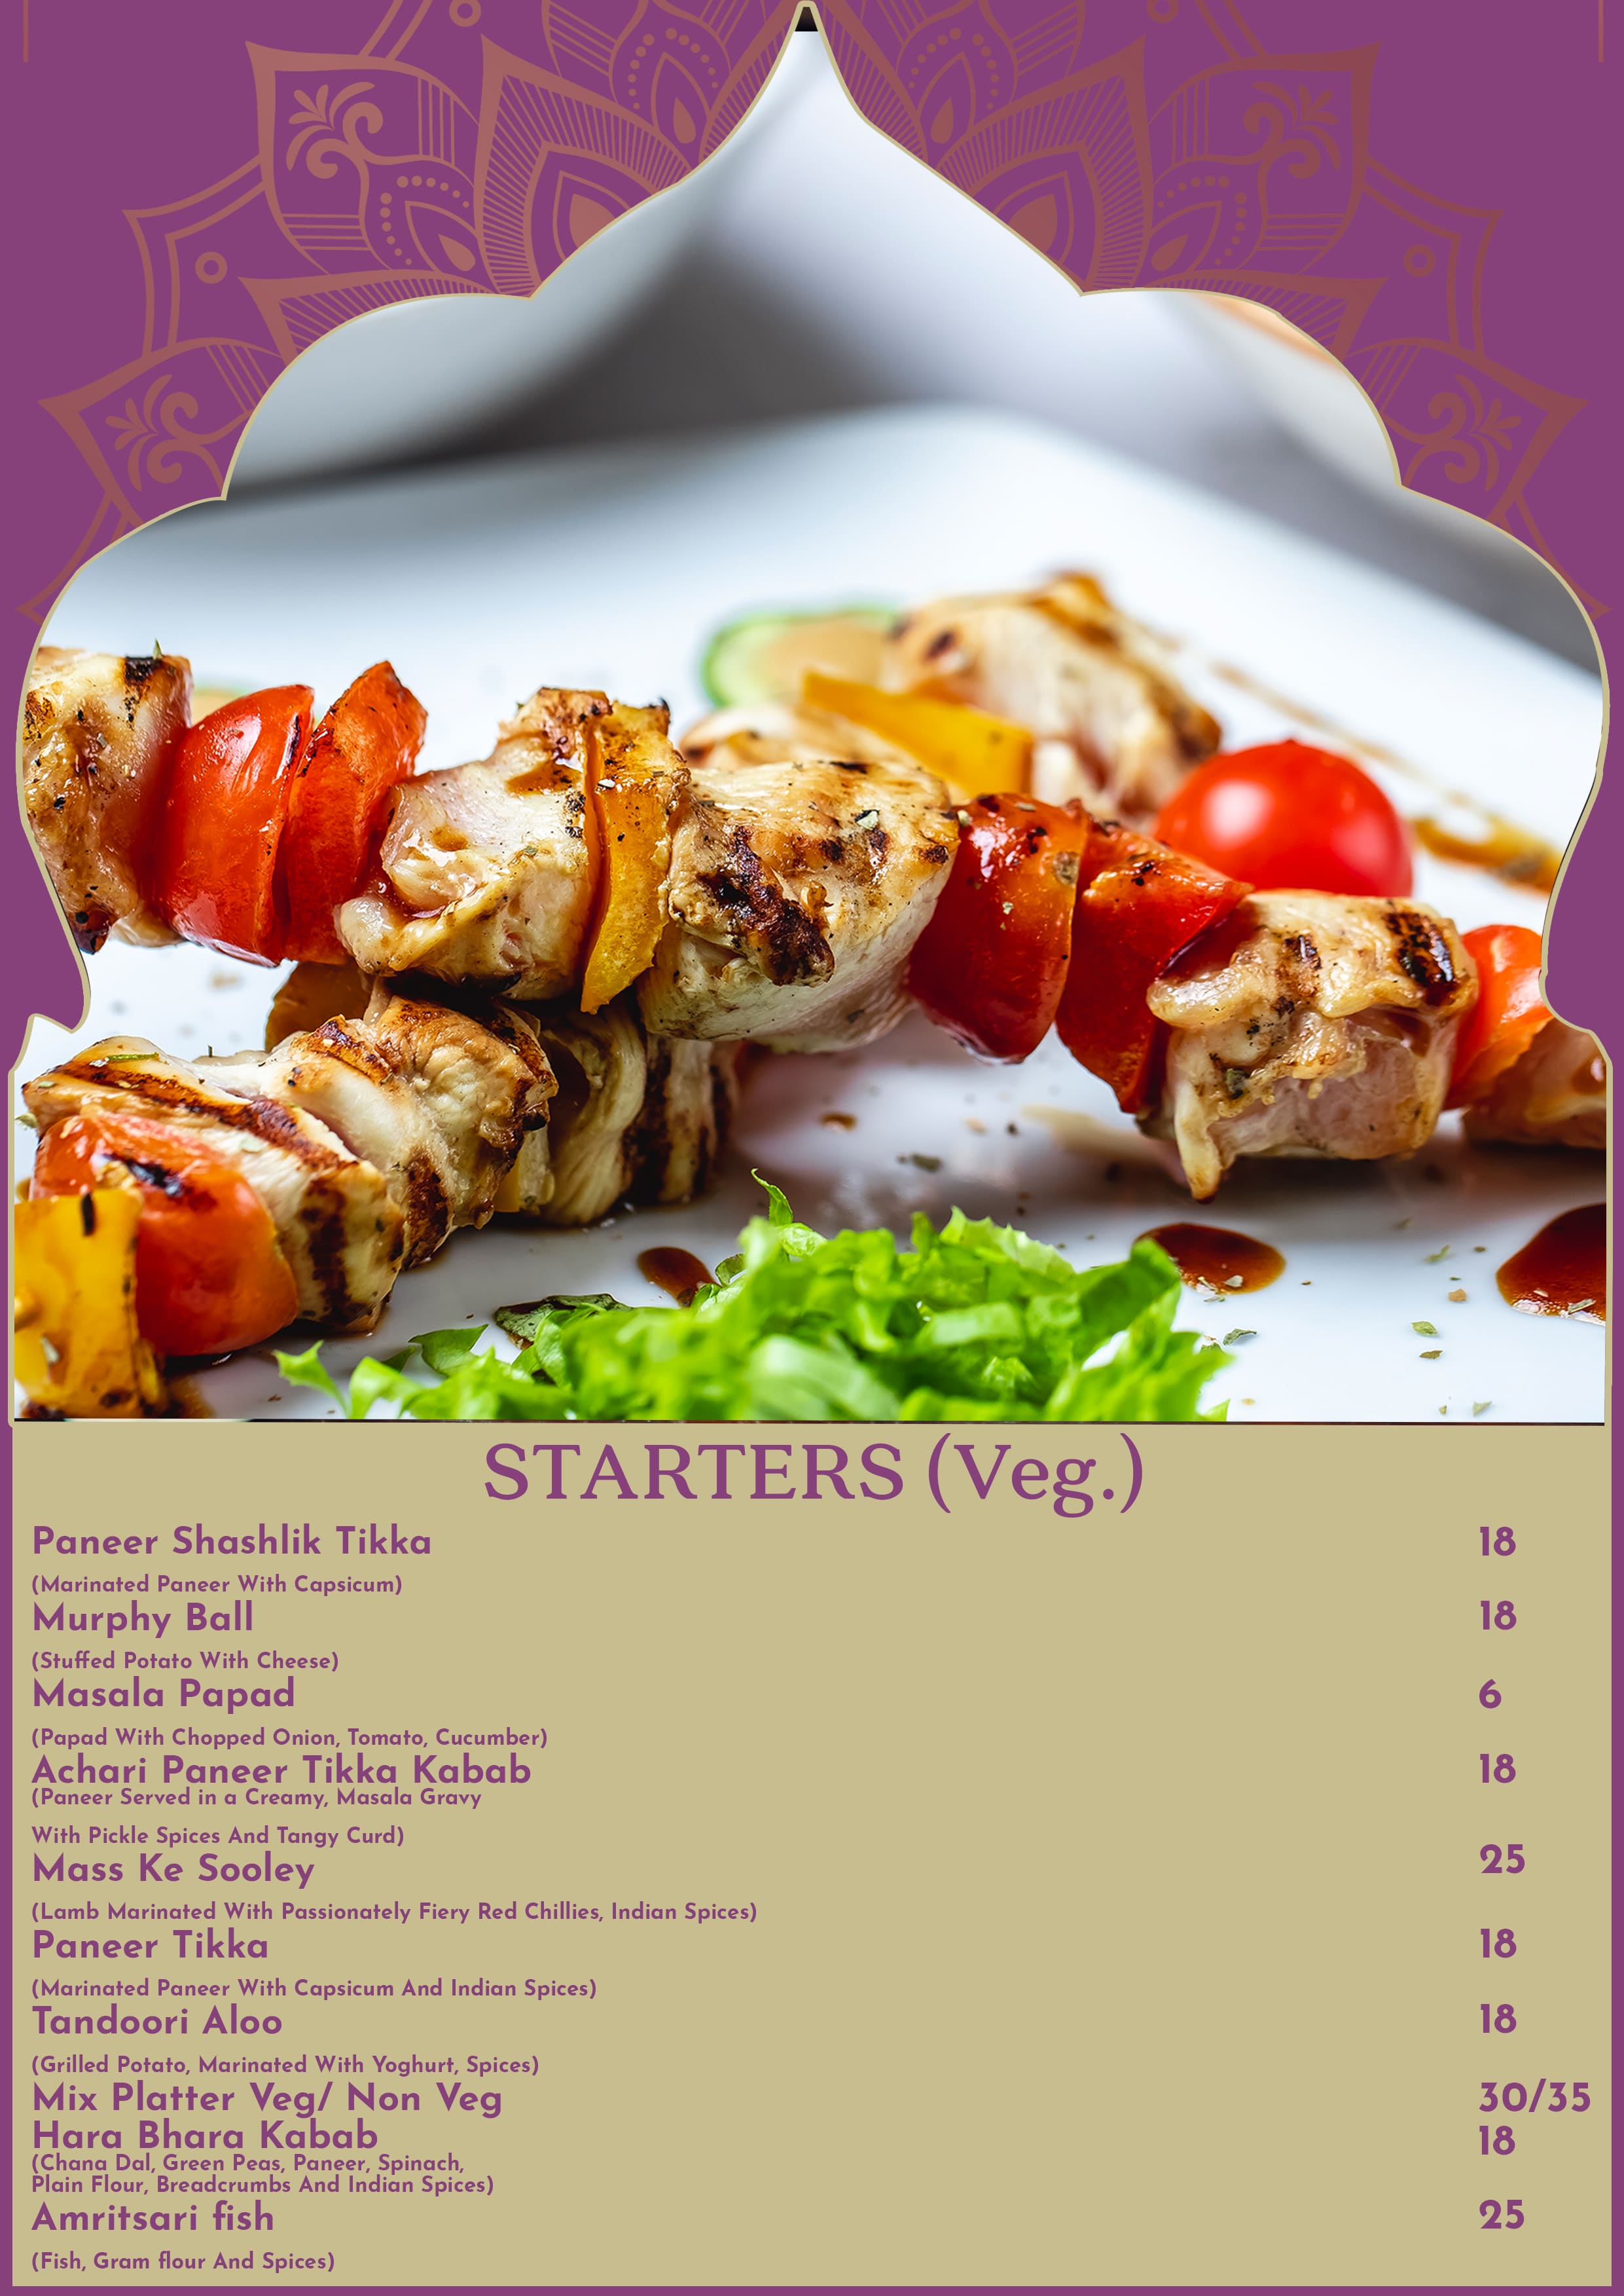 STARTERS (Veg.)
Paneer Shashlik Tikka 18
(Marinated Paneer With Capsicum)
Murphy Ball 18
(Stuffed Potato With Cheese)
Masala Papad 6
(Papad With Chopped Onion, Tomato, Cucumber)
Achari Paneer Tikka Kabab 18
(Paneer Served in a Creamy, Masala Gravy
With Pickle Spices And Tangy Curd)
Mass Ke Sooley 25
(Lamb Marinated With Passionately Fiery Red Chillies, Indian Spices)
Paneer Tikka 18
(Marinated Paneer With Capsicum And Indian Spices)
Tandoori Aloo 18
(Grilled Potato, Marinated With Yoghurt, Spices)
Mix Platter Veg/ Non Veg 30/35
Hara Bhara Kabab 18
(Chana Dal, Green Peas, Paneer, Spinach,
Plain Flour, Breadcrumbs And Indian Spices)
Amritsari fish 25
(Fish, Gram flour And Spices)